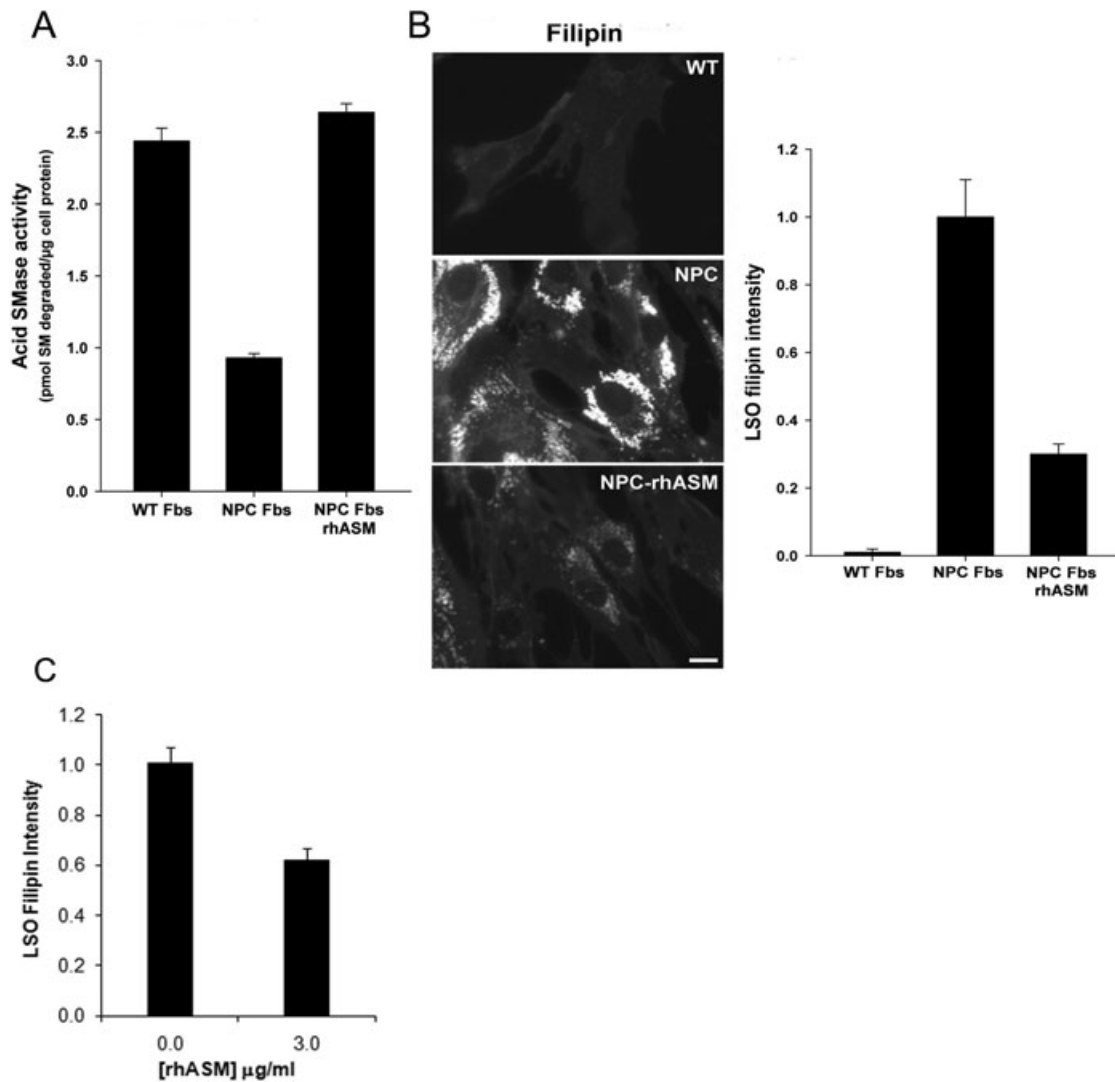 A
3.0
2.5
2.0
1.5
1.0
0.5
0.0
Acid SMase activity
(pmol SM degraded/µg cell protein)
WT Fbs
NPC Fbs
NPC Fbs
rhASM
B
Filipin
WT
NPC
NPC-rhASM
1.2
1.0
0.8
0.6
0.4
0.2
0.0
LSO filipin intensity
WT Fbs
NPC Fbs
NPC Fbs
rhASM
C
1.2
1.0
0.8
0.6
0.4
0.2
0.0
LSO Filipin Intensity
0.0
3.0
[rhASM] µg/ml